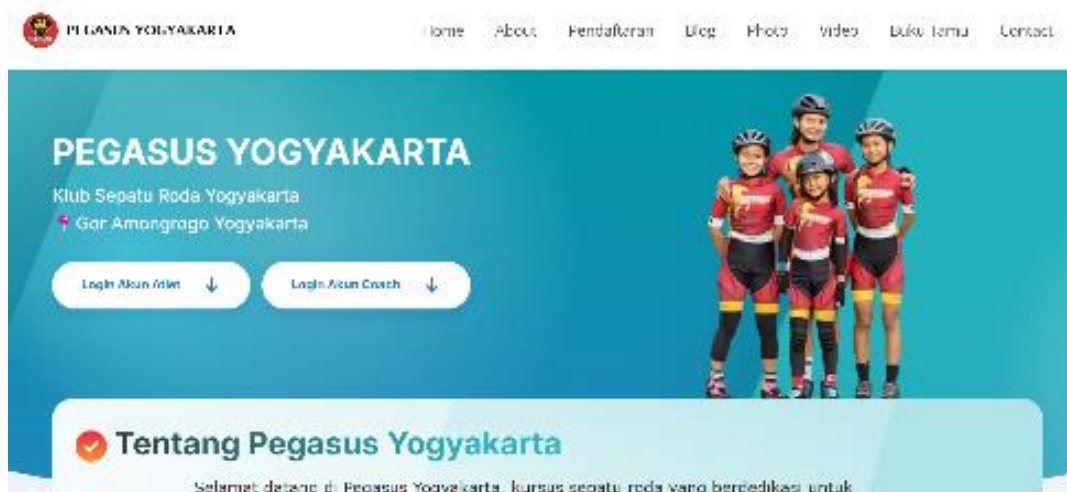 PEGASUS YOGYAKARTA
Home About Pendaftaran Blog Photo Video Buku Tamu Contact
PEGASUS YOGYAKARTA
Klub Sepatu Roda Yogyakarta
Gor Amongrogo Yogyakarta
Login Akun Atlet Login Akun Coach
Tentang Pegasus Yogyakarta
Selamat datang di Pegasus Yogyakarta, kursus sepatu roda yang berdedikasi untuk